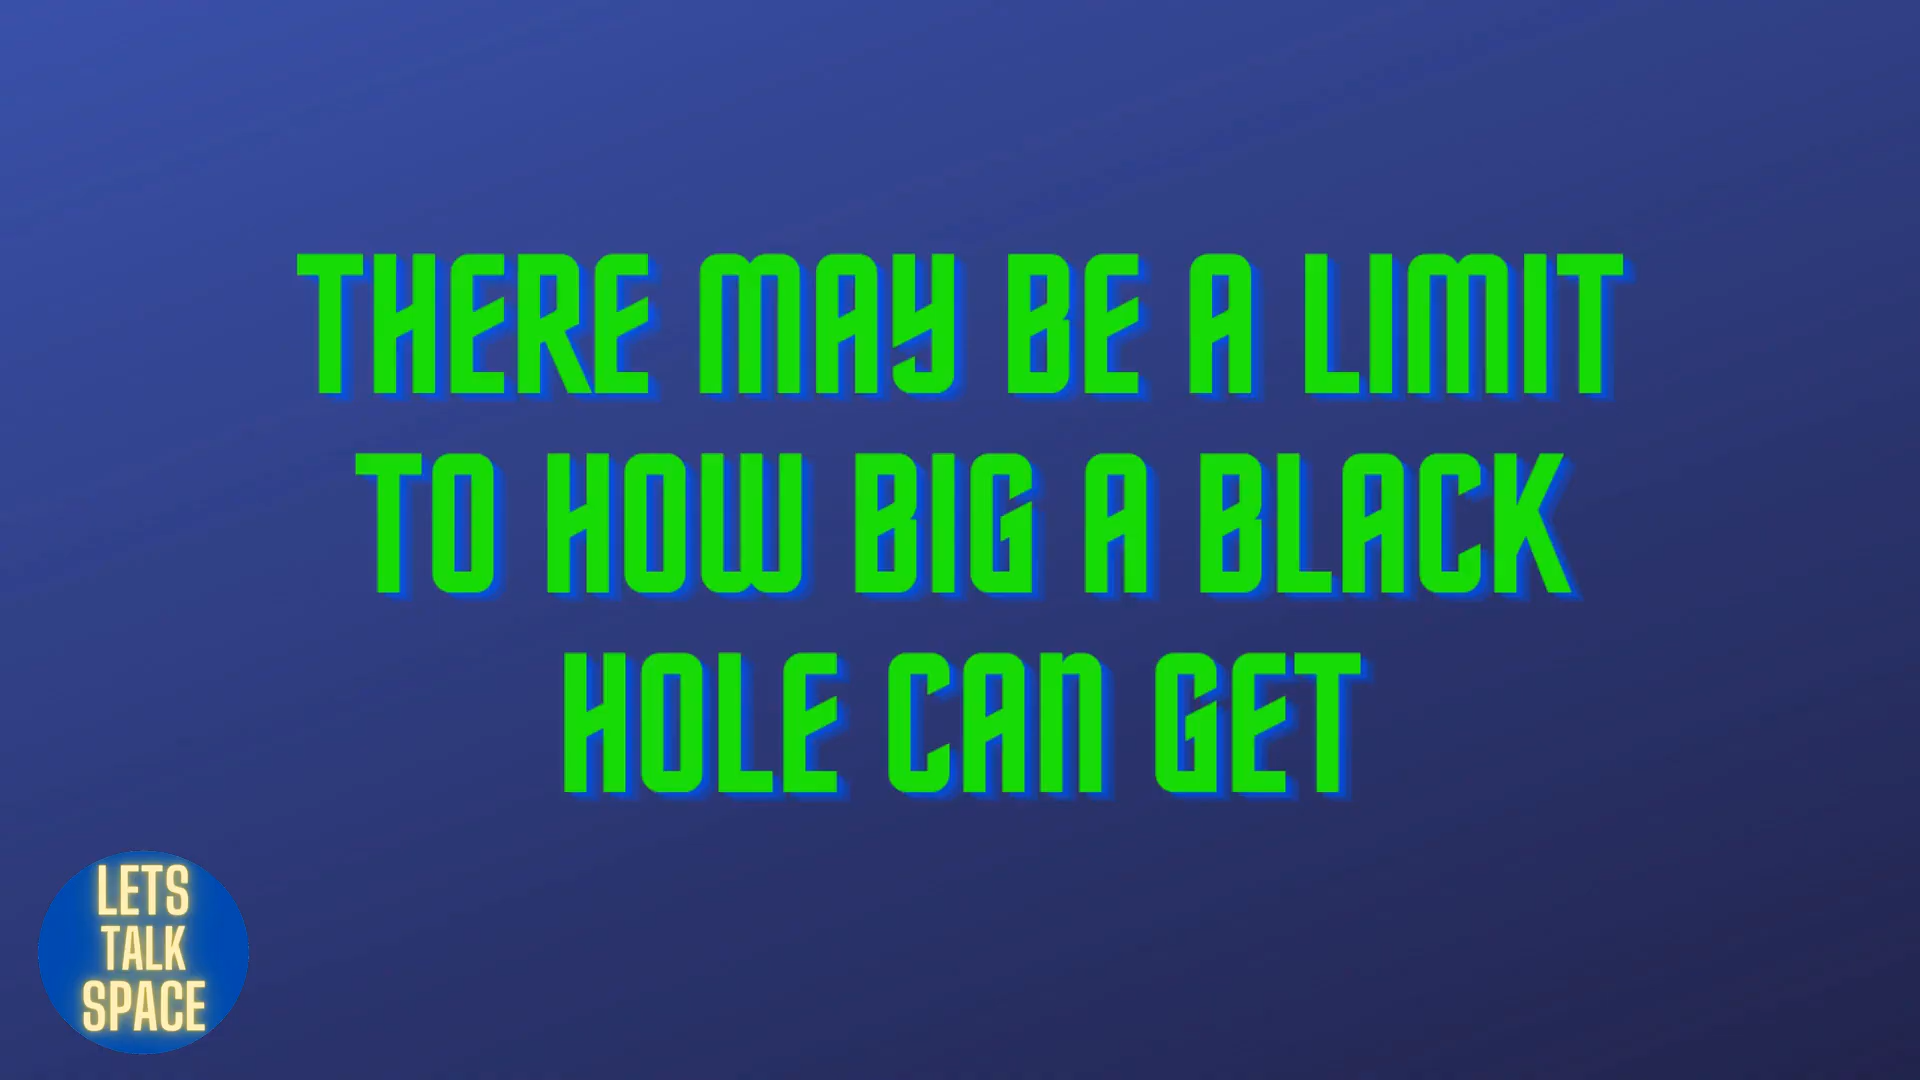 THERE MAY BE A LIMIT
TO HOW BIG A BLACK
HOLE CAN GET
LETS
TALK
SPACE